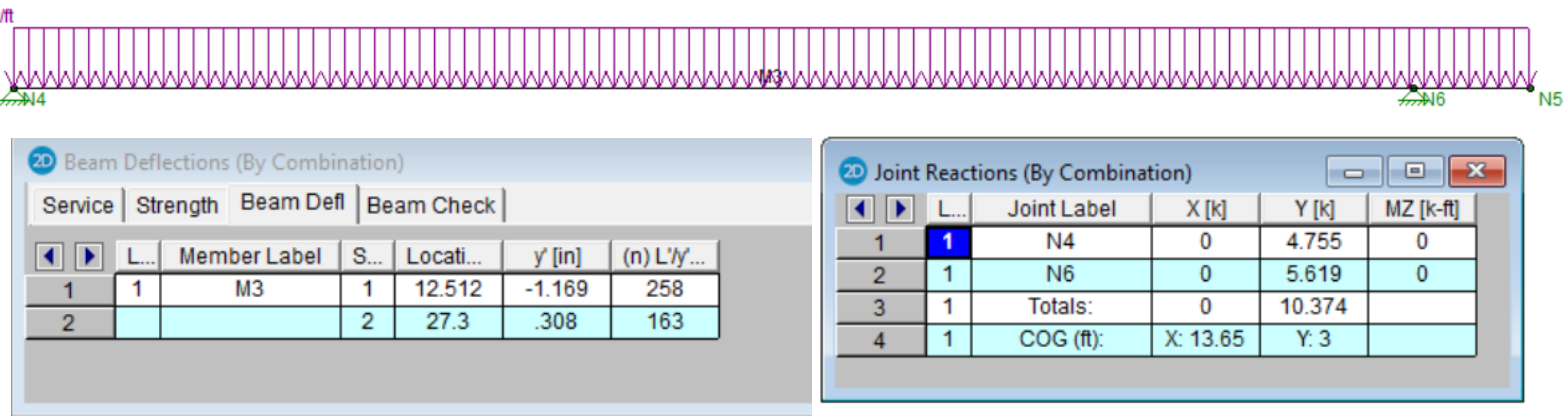 /ft
M3
N4
N6
N5
2D Beam Deflections (By Combination)
Service Strength Beam Defl Beam Check
L... Member Label S... Locati... y' [in] (n) L'/y'...
1 1 M3 1 12.512 -1.169 258
2 2 27.3 .308 163
2D Joint Reactions (By Combination)
L... Joint Label X [k] Y [k] MZ [k-ft]
1 1 N4 0 4.755 0
2 1 N6 0 5.619 0
3 1 Totals: 0 10.374
4 1 COG (ft): X: 13.65 Y: 3